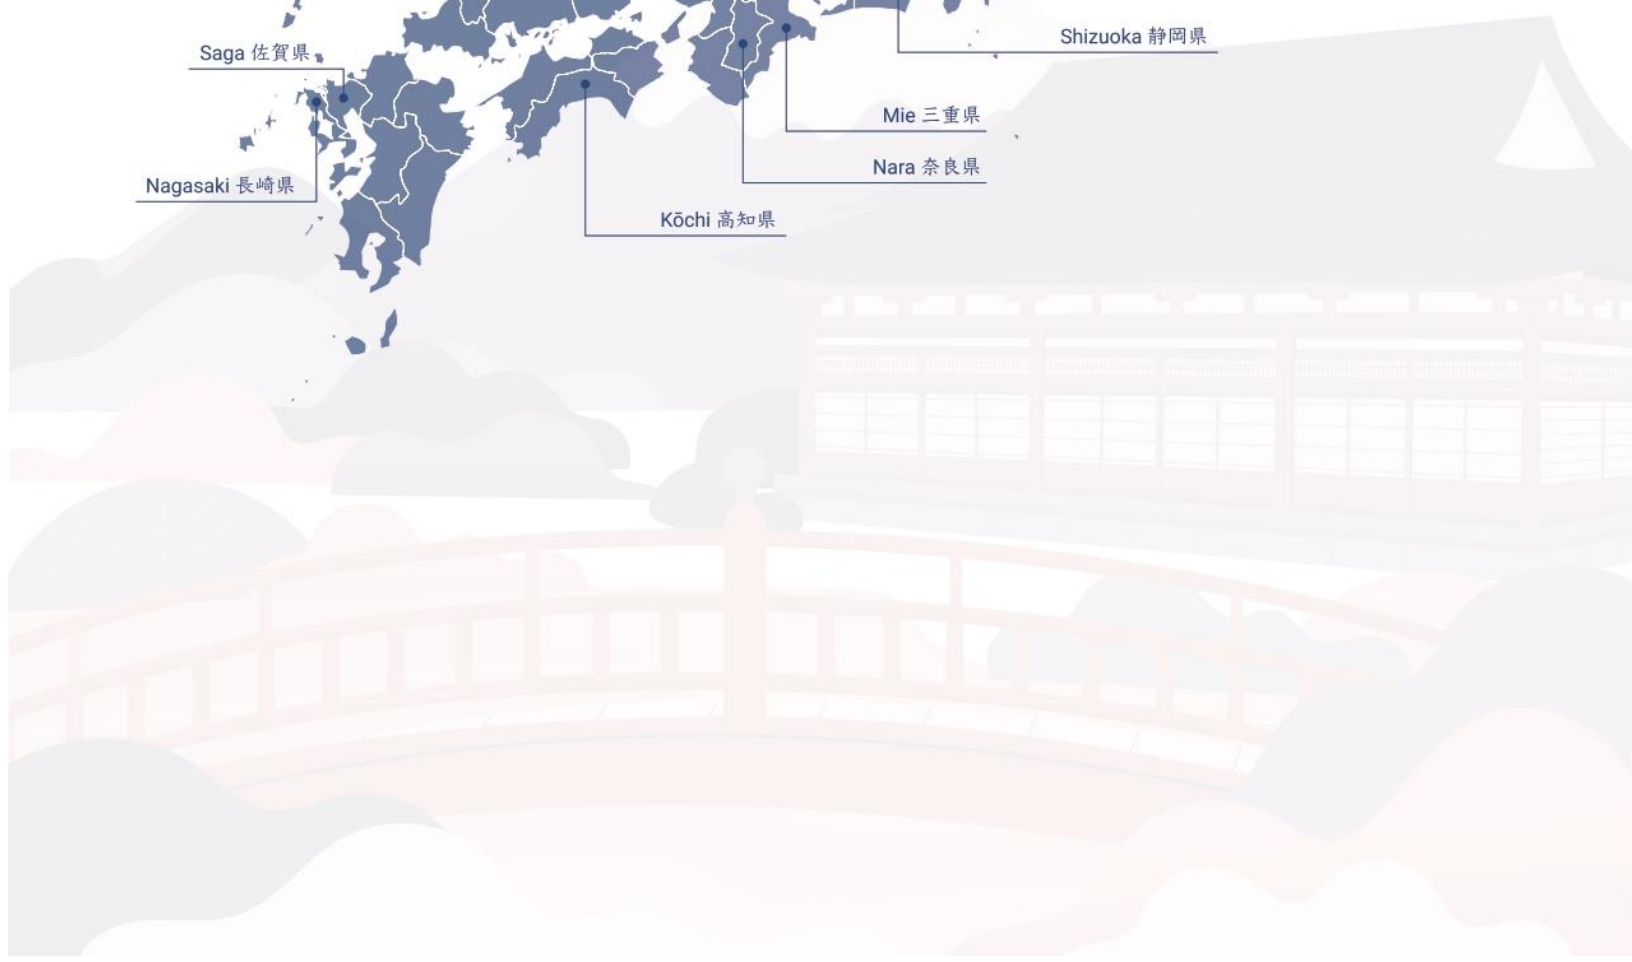 Shizuoka 静岡県
Saga 佐賀県
Mie 三重県
Nara 奈良県
Nagasaki 長崎県
Kōchi 高知県